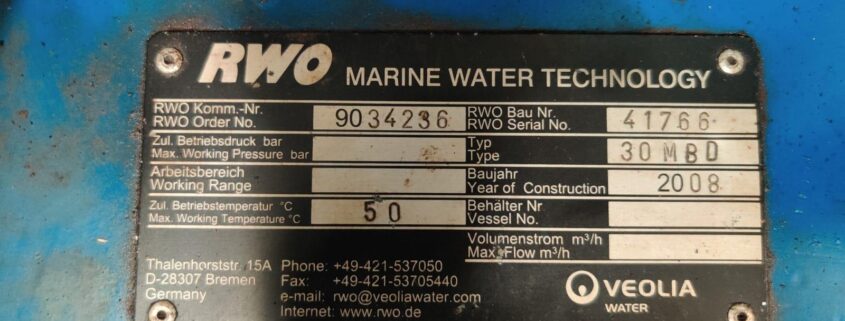 RWO MARINE WATER TECHNOLOGY
RWO Komm.-Nr.
RWO Order No. 9034236
RWO Bau Nr.
RWO Serial No. 41766
Zul. Betriebsdruck bar
Max. Working Pressure bar
Typ
Type 30MBD
Arbeitsbereich
Working Range
Baujahr
Year of Construction 2008
Zul. Betriebstemperatur °C
Max. Working Temperature °C 50
Behälter Nr
Vessel No.
Volumenstrom m³/h
Max. Flow m³/h
Thalenhorststr. 15A Phone: +49-421-537050
D-28307 Bremen Fax: +49-421-53705440
Germany e-mail: rwo@veoliawater.com
Internet: www.rwo.de
VEOLIA
WATER